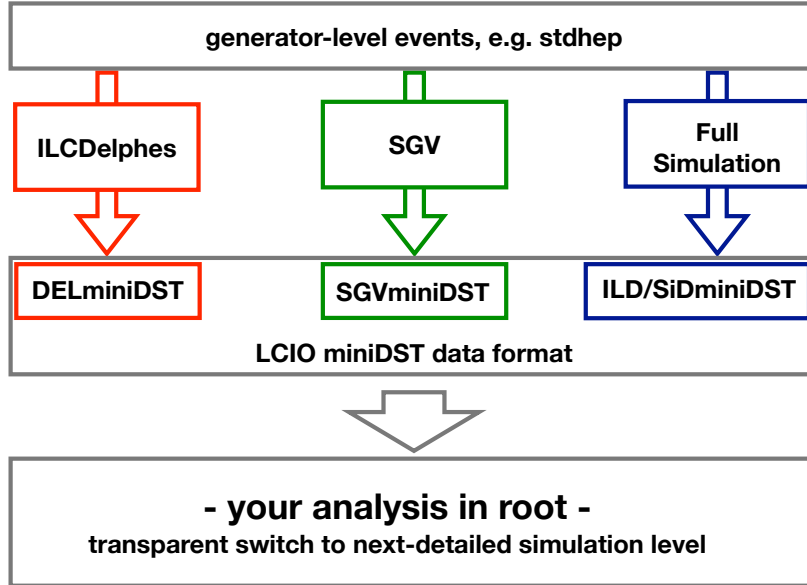 generator-level events, e.g. stdhep
ILCDelphes
SGV
Full
Simulation
DELminiDST
SGVminiDST
ILD/SiDminiDST
LCIO miniDST data format
- your analysis in root -
transparent switch to next-detailed simulation level